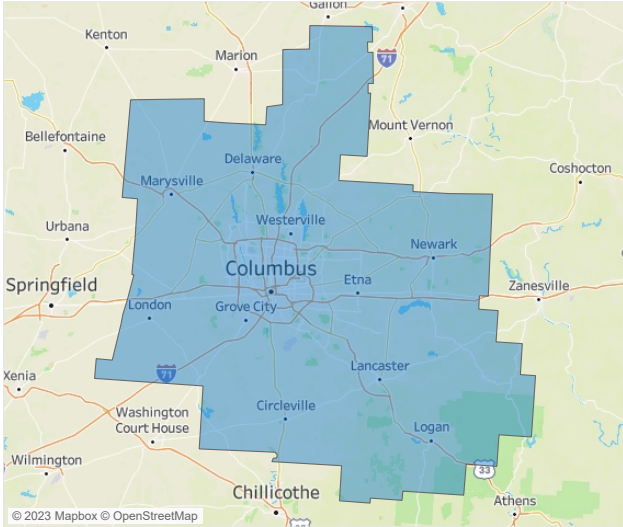 Galion
Kenton
Marion
71
Mount Vernon
Bellefontaine
Delaware
Coshocton
Marysville
Urbana
Westerville
Newark
Columbus
Springfield
Etna
Zanesville
London
Grove City
Lancaster
71
Xenia
Circleville
Washington
Court House
Logan
Wilmington
33
Chillicothe
Athens
© 2023 Mapbox © OpenStreetMap